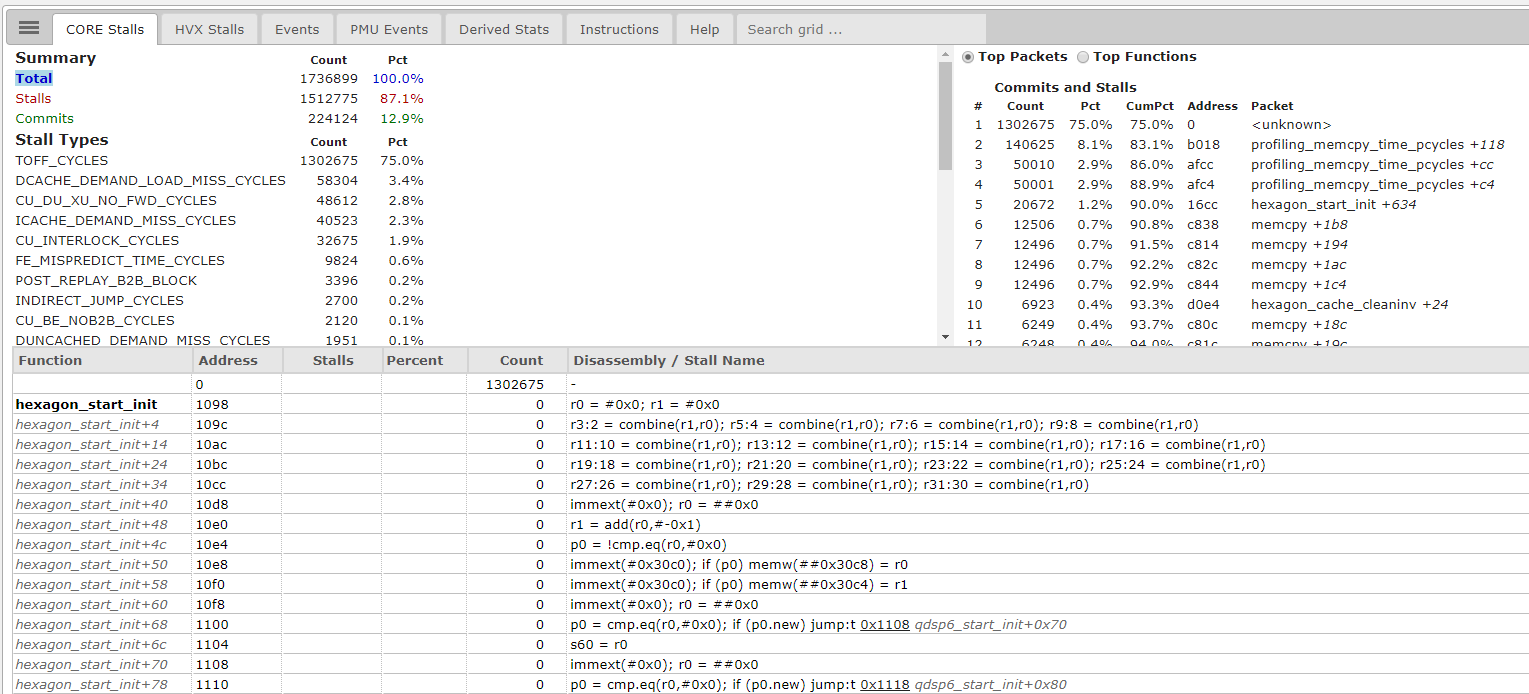 CORE Stalls HVX Stalls Events PMU Events Derived Stats Instructions Help Search grid ...
Summary Count Pct
Total 1736899 100.0%
Stalls 1512775 87.1%
Commits 224124 12.9%
Stall Types Count Pct
TOFF_CYCLES 1302675 75.0%
DCACHE_DEMAND_LOAD_MISS_CYCLES 58304 3.4%
CU_DU_XU_NO_FWD_CYCLES 48612 2.8%
ICACHE_DEMAND_MISS_CYCLES 40523 2.3%
CU_INTERLOCK_CYCLES 32675 1.9%
FE_MISPREDICT_TIME_CYCLES 9824 0.6%
POST_REPLAY_B2B_BLOCK 3396 0.2%
INDIRECT_JUMP_CYCLES 2700 0.2%
CU_BE_NOB2B_CYCLES 2120 0.1%
DUNCACHED_DEMAND_MISS_CYCLES 1951 0.1%
Top Packets Top Functions
Commits and Stalls
# Count Pct CumPct Address Packet
1 1302675 75.0% 75.0% 0 <unknown>
2 140625 8.1% 83.1% b018 profiling_memcpy_time_pcycles +118
3 50010 2.9% 86.0% afcc profiling_memcpy_time_pcycles +cc
4 50001 2.9% 88.9% afc4 profiling_memcpy_time_pcycles +c4
5 20672 1.2% 90.0% 16cc hexagon_start_init +634
6 12506 0.7% 90.8% c838 memcpy +1b8
7 12496 0.7% 91.5% c814 memcpy +194
8 12496 0.7% 92.2% c82c memcpy +1ac
9 12496 0.7% 92.9% c844 memcpy +1c4
10 6923 0.4% 93.3% d0e4 hexagon_cache_cleaninv +24
11 6249 0.4% 93.7% c80c memcpy +18c
12 6248 0.4% 94.0% c81c memcpy +19c
Function Address Stalls Percent Count Disassembly / Stall Name
0 1302675 -
hexagon_start_init 1098 0 r0 = #0x0; r1 = #0x0
hexagon_start_init+4 109c 0 r3:2 = combine(r1,r0); r5:4 = combine(r1,r0); r7:6 = combine(r1,r0); r9:8 = combine(r1,r0)
hexagon_start_init+14 10ac 0 r11:10 = combine(r1,r0); r13:12 = combine(r1,r0); r15:14 = combine(r1,r0); r17:16 = combine(r1,r0)
hexagon_start_init+24 10bc 0 r19:18 = combine(r1,r0); r21:20 = combine(r1,r0); r23:22 = combine(r1,r0); r25:24 = combine(r1,r0)
hexagon_start_init+34 10cc 0 r27:26 = combine(r1,r0); r29:28 = combine(r1,r0); r31:30 = combine(r1,r0)
hexagon_start_init+40 10d8 0 immext(#0x0); r0 = ##0x0
hexagon_start_init+48 10e0 0 r1 = add(r0,#-0x1)
hexagon_start_init+4c 10e4 0 p0 = !cmp.eq(r0,#0x0)
hexagon_start_init+50 10e8 0 immext(#0x30c0); if (p0) memw(##0x30c8) = r0
hexagon_start_init+58 10f0 0 immext(#0x30c0); if (p0) memw(##0x30c4) = r1
hexagon_start_init+60 10f8 0 immext(#0x0); r0 = ##0x0
hexagon_start_init+68 1100 0 p0 = cmp.eq(r0,#0x0); if (p0.new) jump:t 0x1108 qdsp6_start_init+0x70
hexagon_start_init+6c 1104 0 s60 = r0
hexagon_start_init+70 1108 0 immext(#0x0); r0 = ##0x0
hexagon_start_init+78 1110 0 p0 = cmp.eq(r0,#0x0); if (p0.new) jump:t 0x1118 qdsp6_start_init+0x80